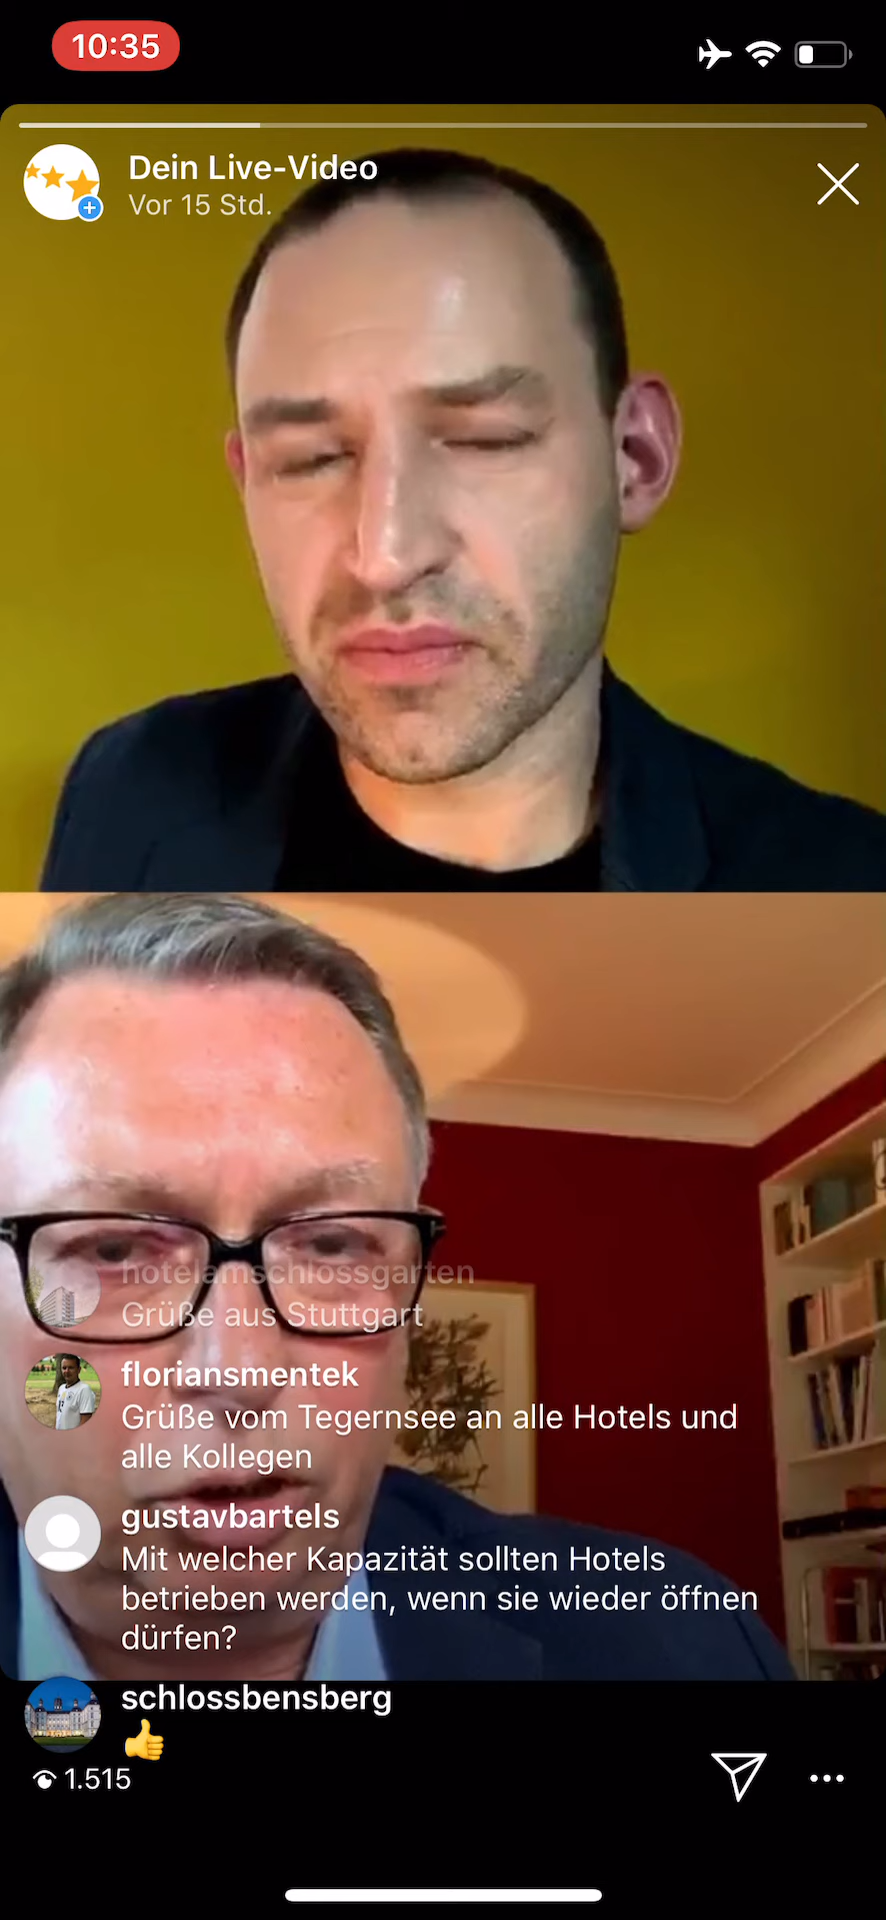 10:35
Dein Live-Video
Vor 15 Std.
hotelamschlossgarten
Grüße aus Stuttgart
floriansmentek
Grüße vom Tegernsee an alle Hotels und
alle Kollegen
gustavbartels
Mit welcher Kapazität sollten Hotels
betrieben werden, wenn sie wieder öffnen
dürfen?
schlossbensberg
👍
1.515